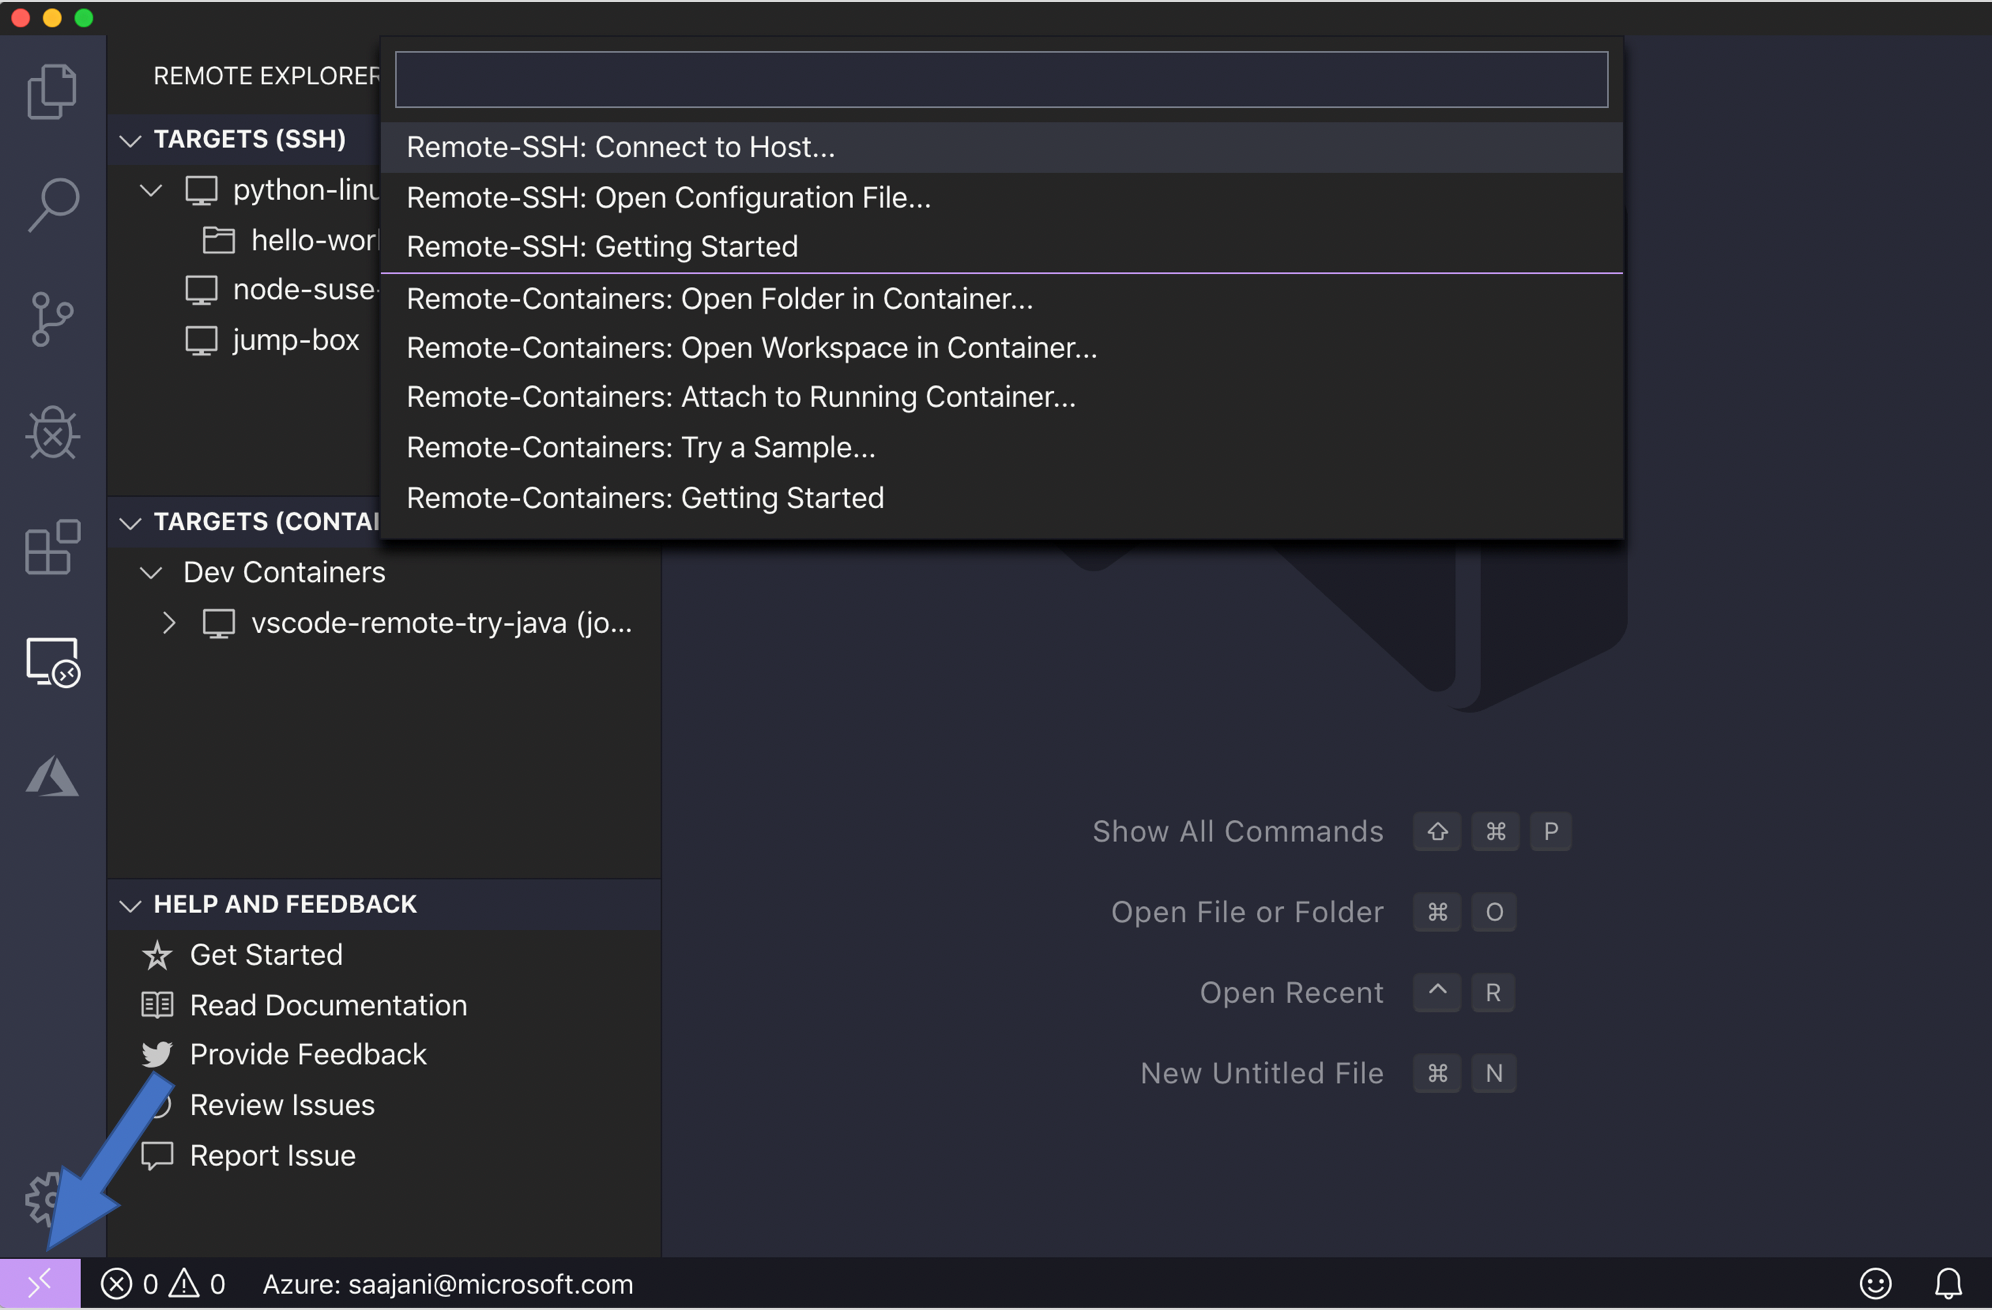 REMOTE EXPLORER
TARGETS (SSH)
python-linu
hello-worl
node-suse-
jump-box
Remote-SSH: Connect to Host...
Remote-SSH: Open Configuration File...
Remote-SSH: Getting Started
Remote-Containers: Open Folder in Container...
Remote-Containers: Open Workspace in Container...
Remote-Containers: Attach to Running Container...
Remote-Containers: Try a Sample...
Remote-Containers: Getting Started
TARGETS (CONTAI
Dev Containers
vscode-remote-try-java (jo...
HELP AND FEEDBACK
Get Started
Read Documentation
Provide Feedback
Review Issues
Report Issue
Show All Commands ⇧ ⌘ P
Open File or Folder ⌘ O
Open Recent ^ R
New Untitled File ⌘ N
0 0 Azure: saajani@microsoft.com